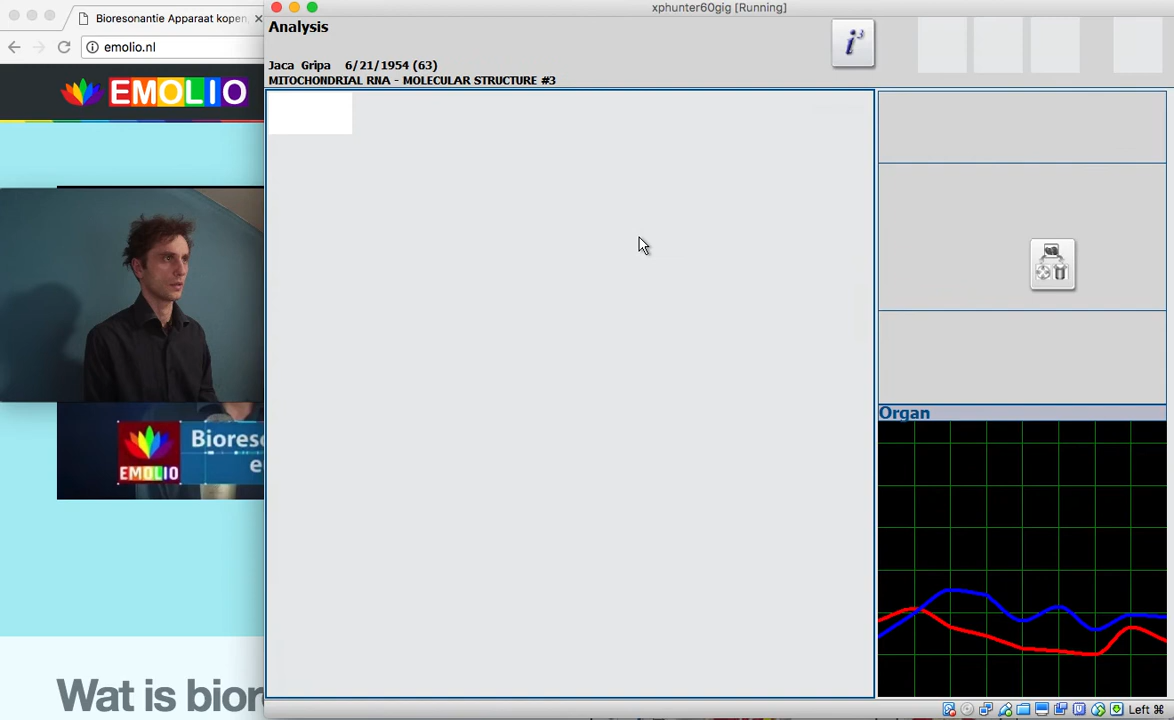 Bioresonantie Apparaat kopen,
xphunter60gig [Running]
emolio.nl
Analysis
Jaca Gripa 6/21/1954 (63)
MITOCHONDRIAL RNA - MOLECULAR STRUCTURE #3
i³
EMOLIO
Organ
Biores
e
EMOLIO
Wat is bior
Left ⌘